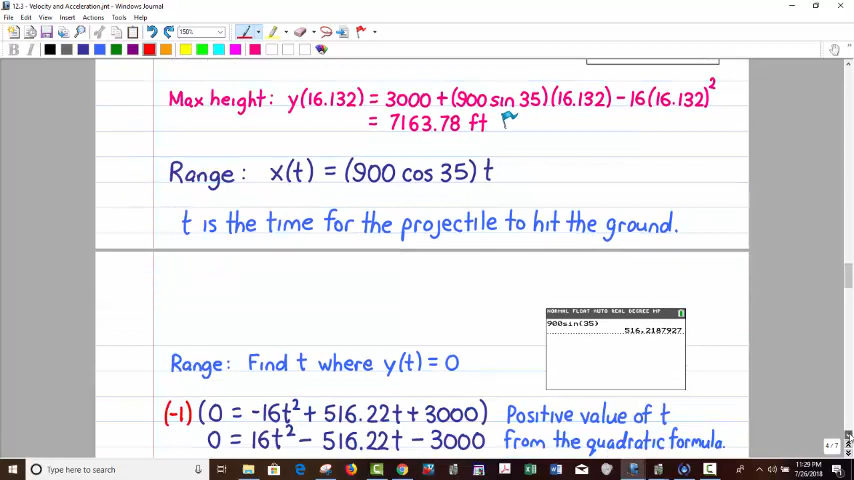 12.3 - Velocity and Acceleration.jnt - Windows Journal
File Edit View Insert Actions Tools Help
150%
B I
Max height: y(16.132) = 3000 + (900 sin 35)(16.132) − 16(16.132)²
= 7163.78 ft
Range: x(t) = (900 cos 35) t
t is the time for the projectile to hit the ground.
NORMAL FLOAT AUTO REAL DEGREE MP
900sin(35)
516.2187927
Range: Find t where y(t) = 0
(-1) (0 = -16t² + 516.22t + 3000) Positive value of t
0 = 16t² − 516.22t − 3000 from the quadratic formula.
4 / 7
Type here to search
11:29 PM
7/26/2018